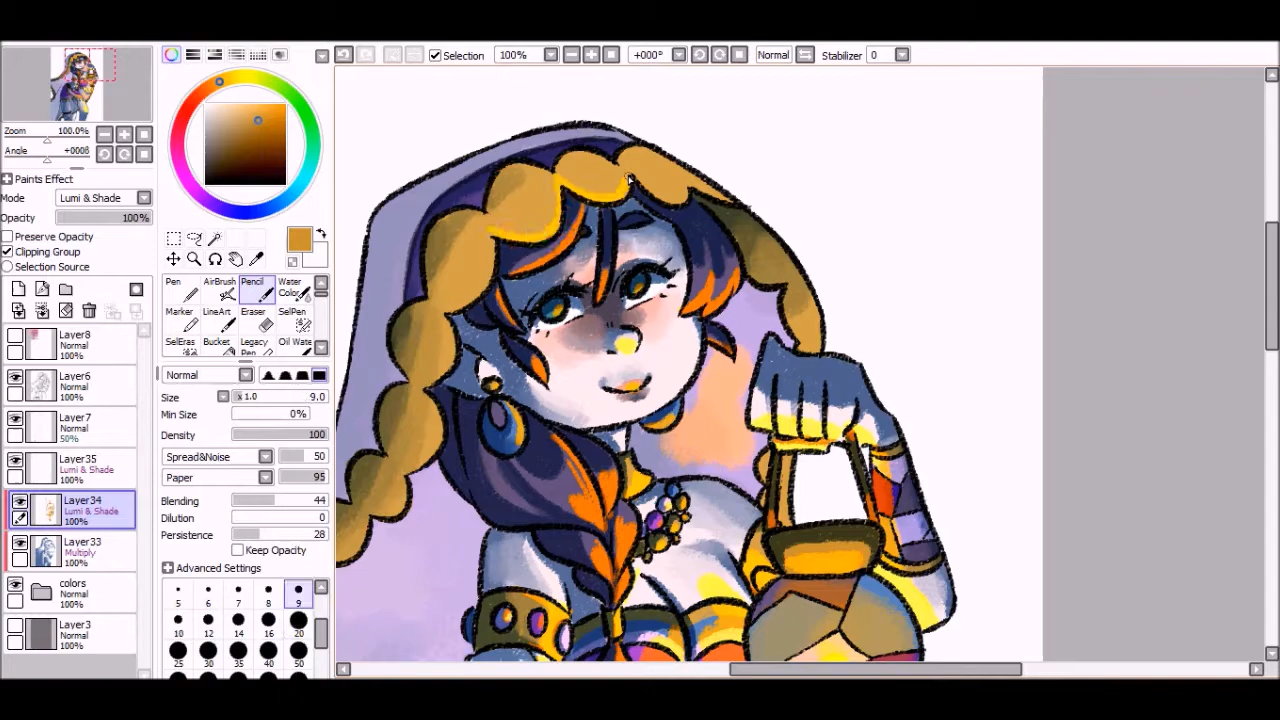 Selection 100% +000° Normal Stabilizer 0
Zoom 100.0%
Angle +000°
Paints Effect
Mode Lumi & Shade
Opacity 100%
Preserve Opacity
Clipping Group
Selection Source
Layer8
Normal
100%
Layer6
Normal
100%
Layer7
Normal
50%
Layer35
Lumi & Shade
100%
Layer34
Lumi & Shade
100%
Layer33
Multiply
100%
colors
Normal
100%
Layer3
Normal
100%
Pen AirBrush Pencil Water Color
Marker LineArt Eraser SelPen
SelEras Bucket Legacy Pen Oil Wate
Normal
Size x 1.0 9.0
Min Size 0%
Density 100
Spread&Noise 50
Paper 95
Blending 44
Dilution 0
Persistence 28
Keep Opacity
Advanced Settings
5 6 7 8 9
10 12 14 16 20
25 30 35 40 50